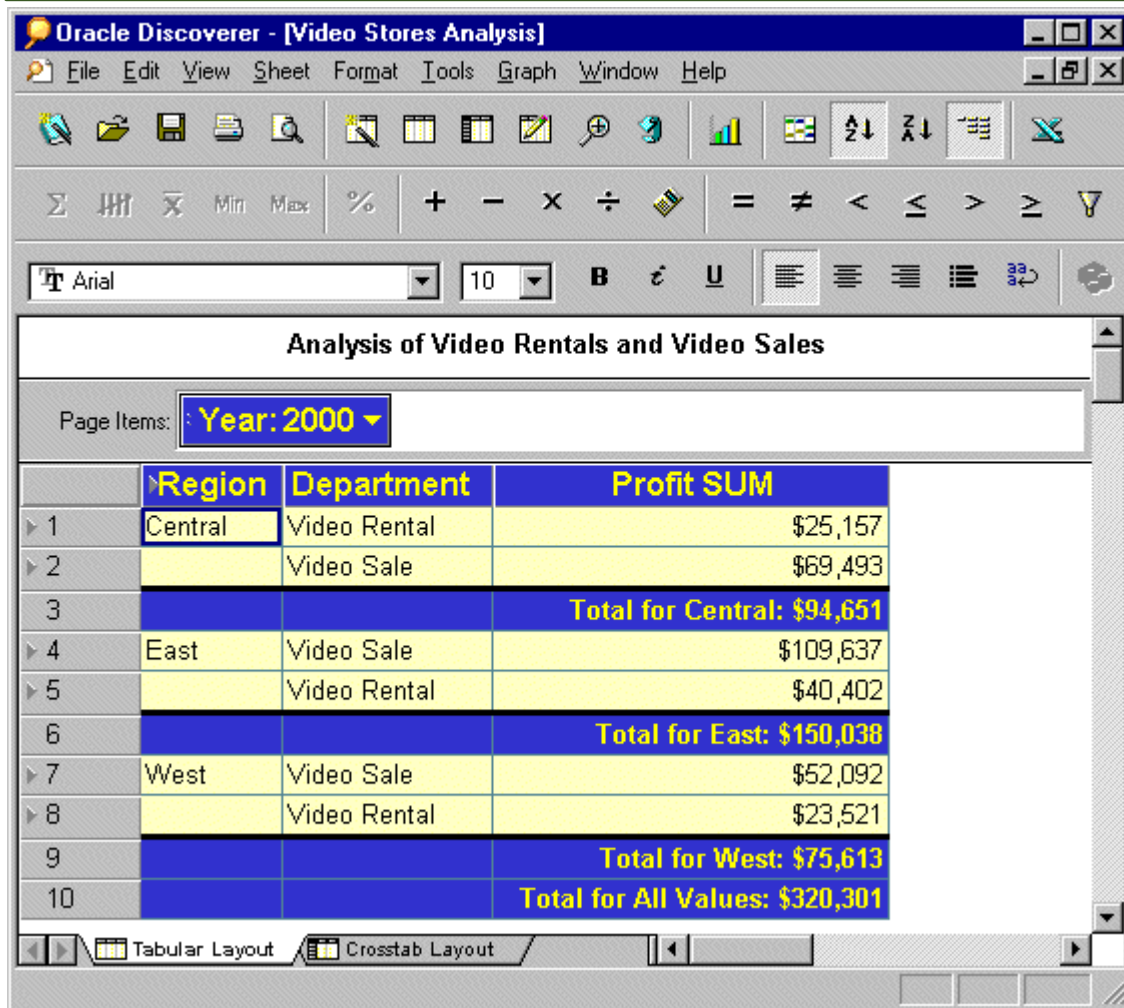 Oracle Discoverer - [Video Stores Analysis]
File Edit View Sheet Format Tools Graph Window Help
A Z Z A
Σ X Min Max % + − × ÷ = ≠ < ≤ > ≥
Arial 10 B i U
Analysis of Video Rentals and Video Sales
Page Items: Year: 2000
Region Department Profit SUM
1 Central Video Rental $25,157
2 Video Sale $69,493
3 Total for Central: $94,651
4 East Video Sale $109,637
5 Video Rental $40,402
6 Total for East: $150,038
7 West Video Sale $52,092
8 Video Rental $23,521
9 Total for West: $75,613
10 Total for All Values: $320,301
Tabular Layout Crosstab Layout